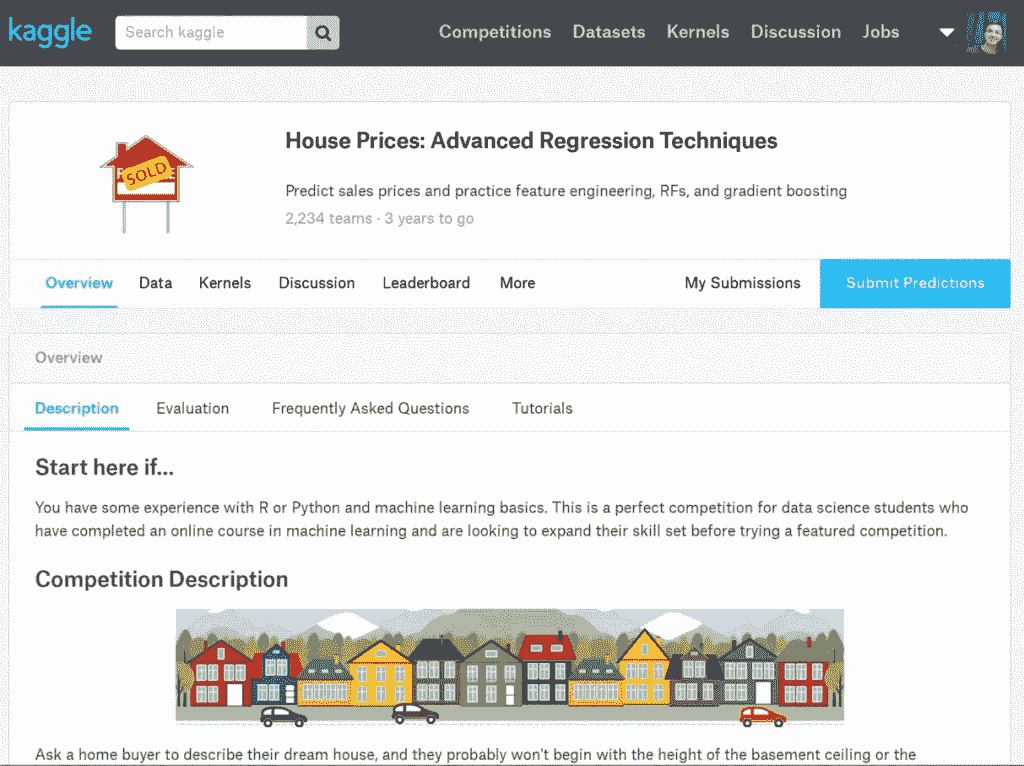 kaggle
Search kaggle
Competitions Datasets Kernels Discussion Jobs
SOLD
House Prices: Advanced Regression Techniques
Predict sales prices and practice feature engineering, RFs, and gradient boosting
2,234 teams · 3 years to go
Overview Data Kernels Discussion Leaderboard More My Submissions Submit Predictions
Overview
Description Evaluation Frequently Asked Questions Tutorials
Start here if...
You have some experience with R or Python and machine learning basics. This is a perfect competition for data science students who
have completed an online course in machine learning and are looking to expand their skill set before trying a featured competition.
Competition Description
Ask a home buyer to describe their dream house, and they probably won't begin with the height of the basement ceiling or the